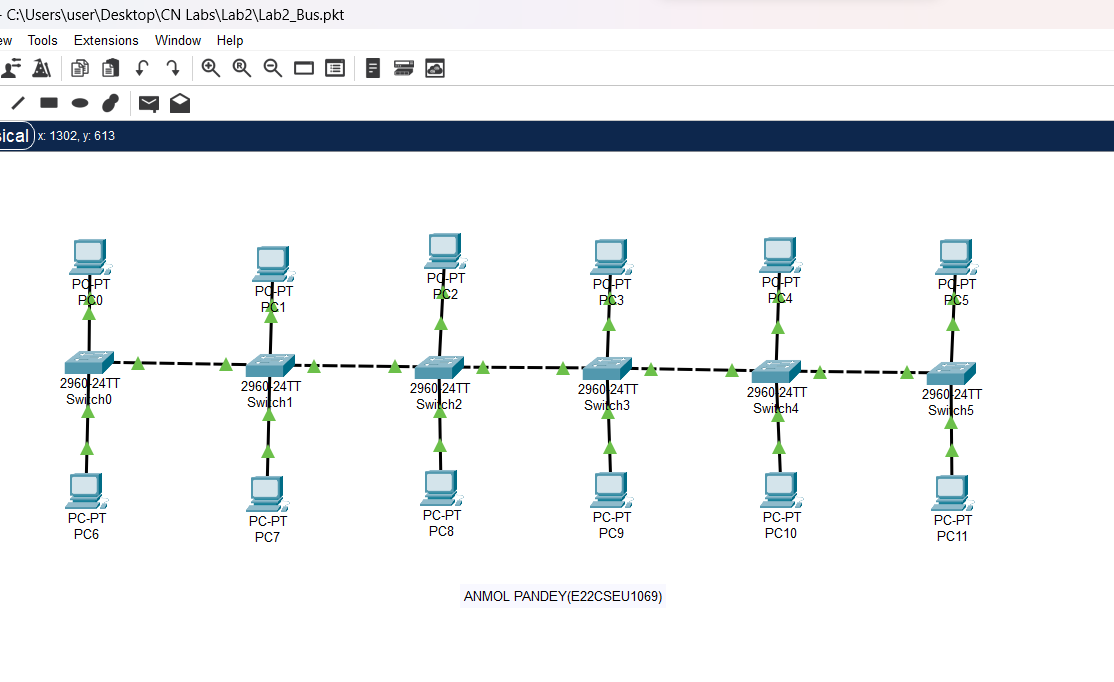 - C:\Users\user\Desktop\CN Labs\Lab2\Lab2_Bus.pkt
ew Tools Extensions Window Help
sical x: 1302, y: 613
PC-PT
PC0
PC-PT
PC1
PC-PT
PC2
PC-PT
PC3
PC-PT
PC4
PC-PT
PC5
2960-24TT
Switch0
2960-24TT
Switch1
2960-24TT
Switch2
2960-24TT
Switch3
2960-24TT
Switch4
2960-24TT
Switch5
PC-PT
PC6
PC-PT
PC7
PC-PT
PC8
PC-PT
PC9
PC-PT
PC10
PC-PT
PC11
ANMOL PANDEY(E22CSEU1069)